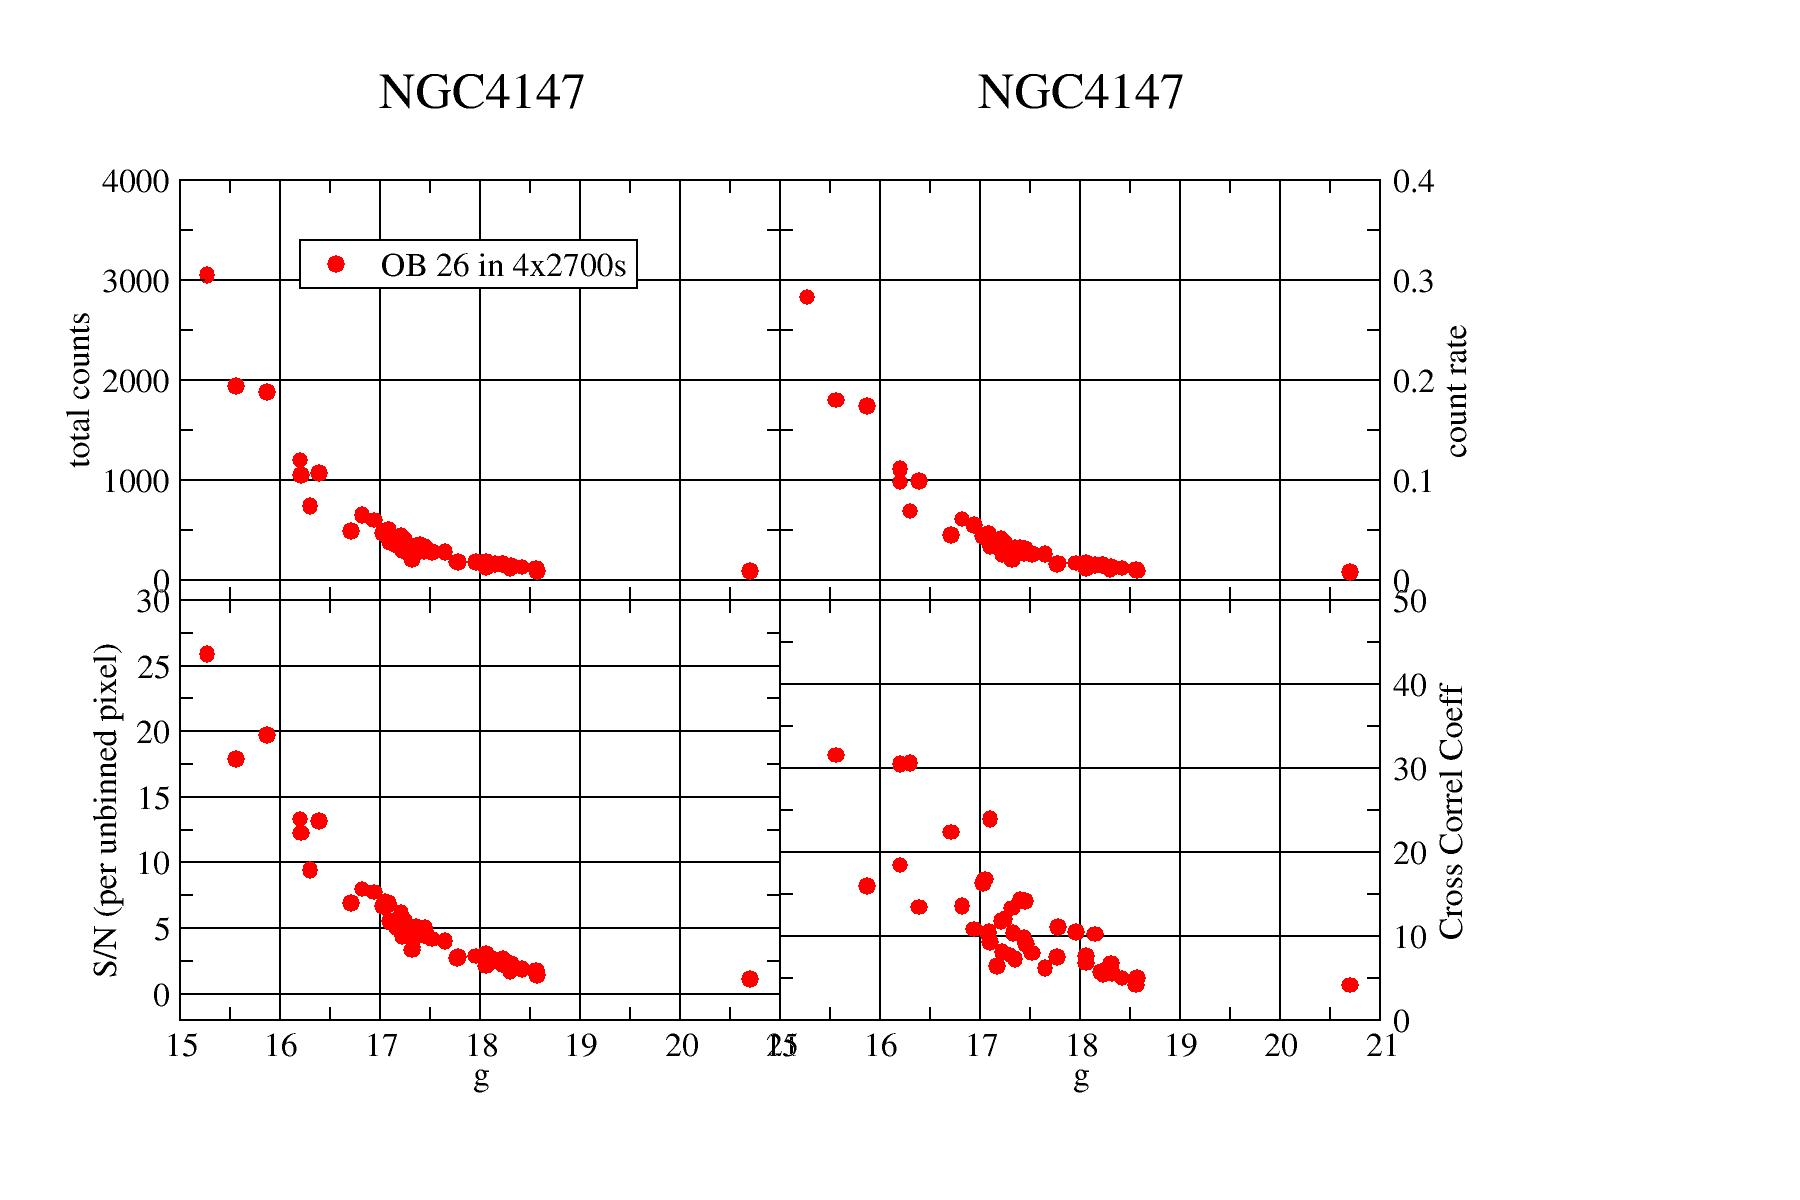 NGC4147
NGC4147
4000
3000
2000
1000
0
total counts
OB 26 in 4x2700s
0.4
0.3
0.2
0.1
0
count rate
30
25
20
15
10
5
0
S/N (per unbinned pixel)
50
40
30
20
10
0
Cross Correl Coeff
15 16 17 18 19 20 21
g
15 16 17 18 19 20 21
g